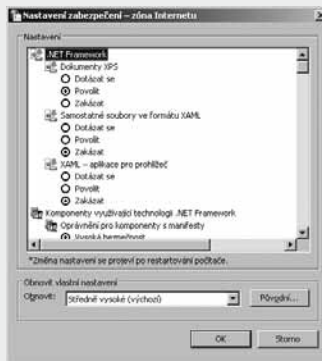 Nastavení zabezpečení – zóna Internetu
Nastavení
.NET Framework
Dokumenty XPS
Dotázat se
Povolit
Zakázat
Samostatné soubory ve formátu XAML
Dotázat se
Povolit
Zakázat
XAML – aplikace pro prohlížeč
Dotázat se
Povolit
Zakázat
Komponenty využívající technologii .NET Framework
Oprávnění pro komponenty s manifesty
Vysoká bezpečnost
*Změna nastavení se projeví po restartování počítače.
Obnovit vlastní nastavení
Obnovit:
Středně vysoké (výchozí)
Původní...
OK
Storno